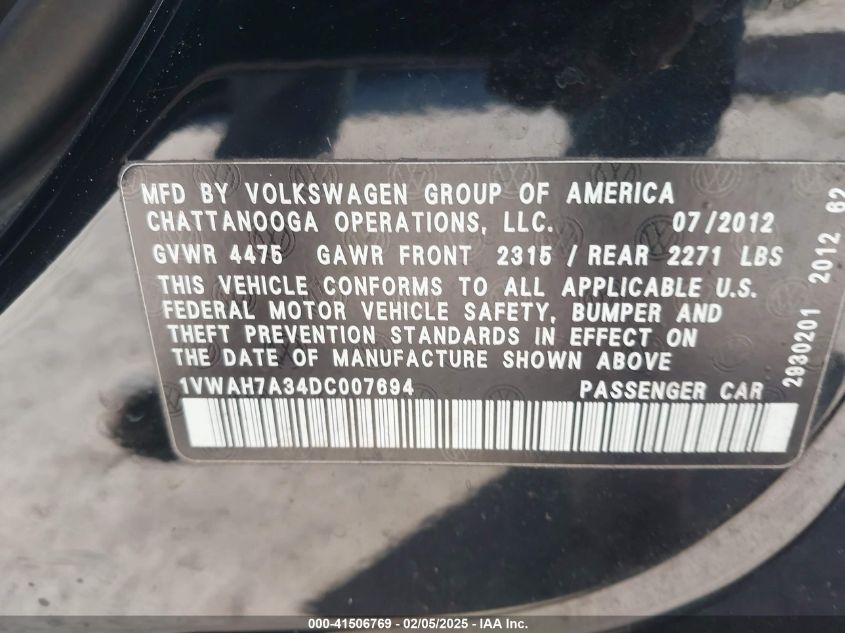 MFD BY VOLKSWAGEN GROUP OF AMERICA
CHATTANOOGA OPERATIONS, LLC. 07/2012
GVWR 4475 GAWR FRONT 2315 / REAR 2271 LBS
THIS VEHICLE CONFORMS TO ALL APPLICABLE U.S.
FEDERAL MOTOR VEHICLE SAFETY, BUMPER AND
THEFT PREVENTION STANDARDS IN EFFECT ON
THE DATE OF MANUFACTURE SHOWN ABOVE
1VWAH7A34DC007694 PASSENGER CAR
2930201 2012 62
000-41506769 - 02/05/2025 - IAA Inc.